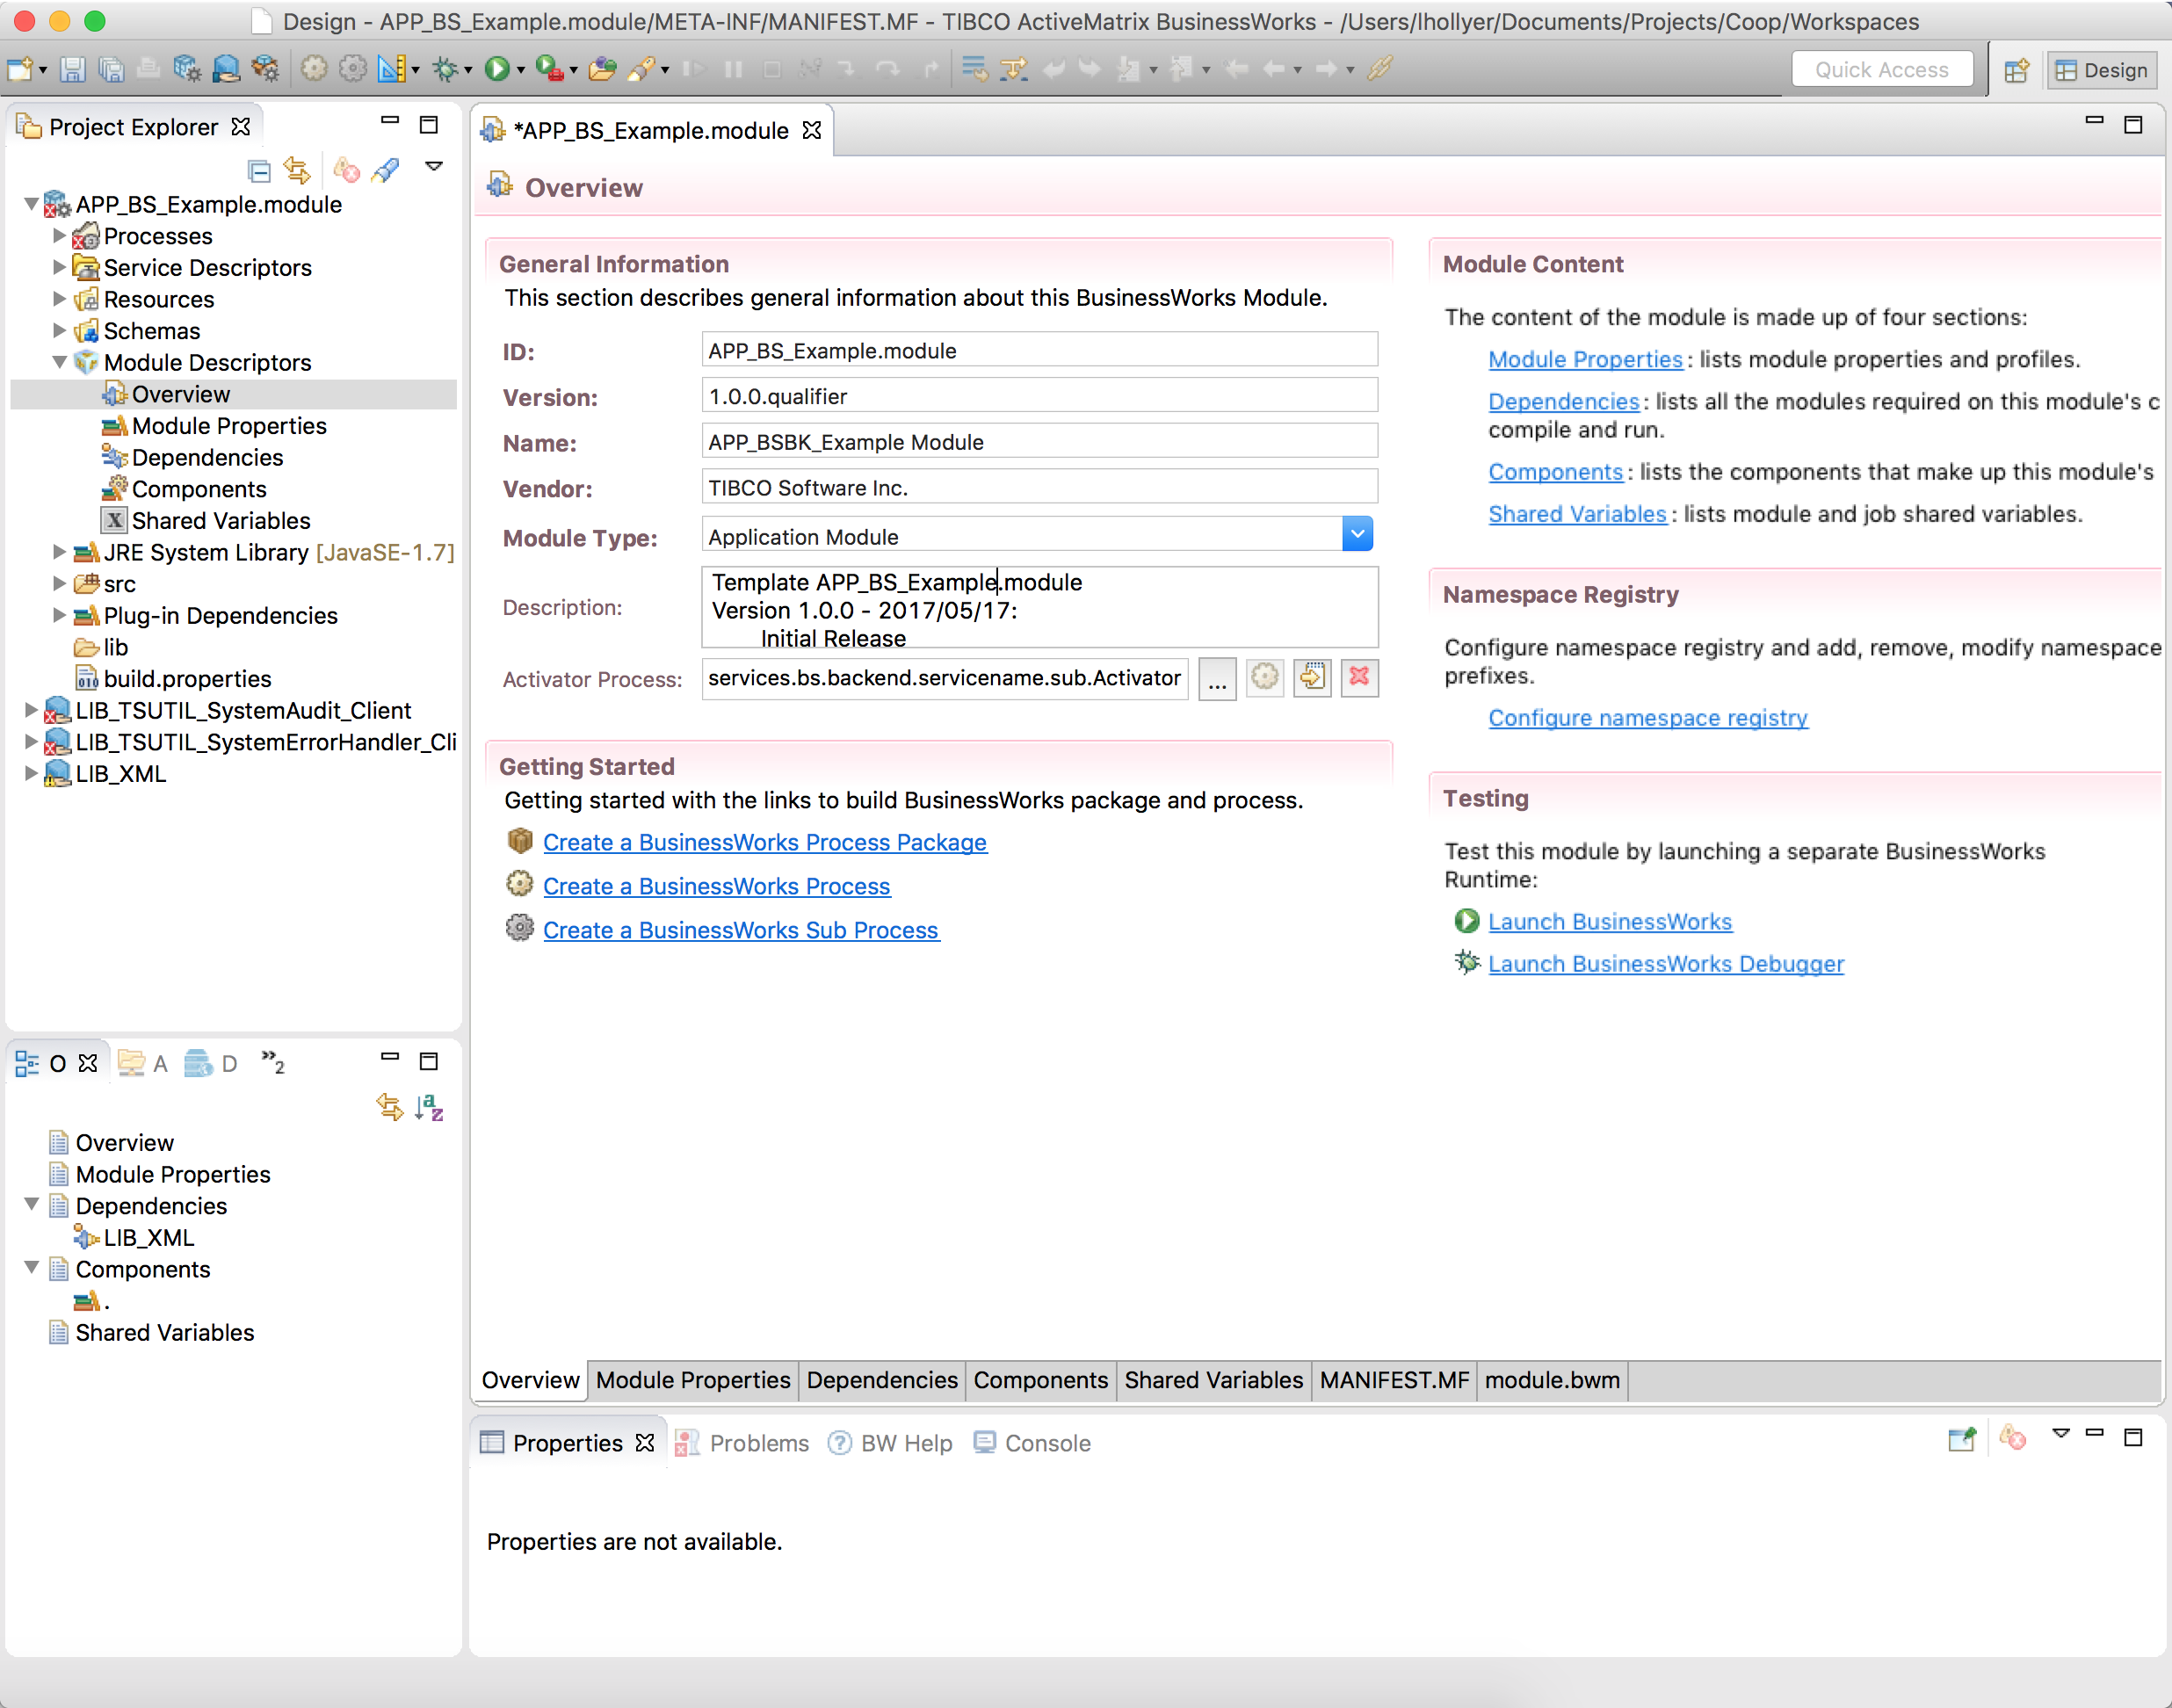 Design - APP_BS_Example.module/META-INF/MANIFEST.MF - TIBCO ActiveMatrix BusinessWorks - /Users/lhollyer/Documents/Projects/Coop/Workspaces
Quick Access
Design
Project Explorer
APP_BS_Example.module
Processes
Service Descriptors
Resources
Schemas
Module Descriptors
Overview
Module Properties
Dependencies
Components
Shared Variables
JRE System Library [JavaSE-1.7]
src
Plug-in Dependencies
lib
build.properties
LIB_TSUTIL_SystemAudit_Client
LIB_TSUTIL_SystemErrorHandler_Cli
LIB_XML
O A D »2
Overview
Module Properties
Dependencies
LIB_XML
Components
.
Shared Variables
*APP_BS_Example.module
Overview
General Information
This section describes general information about this BusinessWorks Module.
ID: APP_BS_Example.module
Version: 1.0.0.qualifier
Name: APP_BSBK_Example Module
Vendor: TIBCO Software Inc.
Module Type: Application Module
Description: Template APP_BS_Example.module
Version 1.0.0 - 2017/05/17:
Initial Release
Activator Process: services.bs.backend.servicename.sub.Activator ...
Getting Started
Getting started with the links to build BusinessWorks package and process.
Create a BusinessWorks Process Package
Create a BusinessWorks Process
Create a BusinessWorks Sub Process
Module Content
The content of the module is made up of four sections:
Module Properties : lists module properties and profiles.
Dependencies : lists all the modules required on this module's c
compile and run.
Components : lists the components that make up this module's
Shared Variables : lists module and job shared variables.
Namespace Registry
Configure namespace registry and add, remove, modify namespace
prefixes.
Configure namespace registry
Testing
Test this module by launching a separate BusinessWorks
Runtime:
Launch BusinessWorks
Launch BusinessWorks Debugger
Overview Module Properties Dependencies Components Shared Variables MANIFEST.MF module.bwm
Properties Problems BW Help Console
Properties are not available.